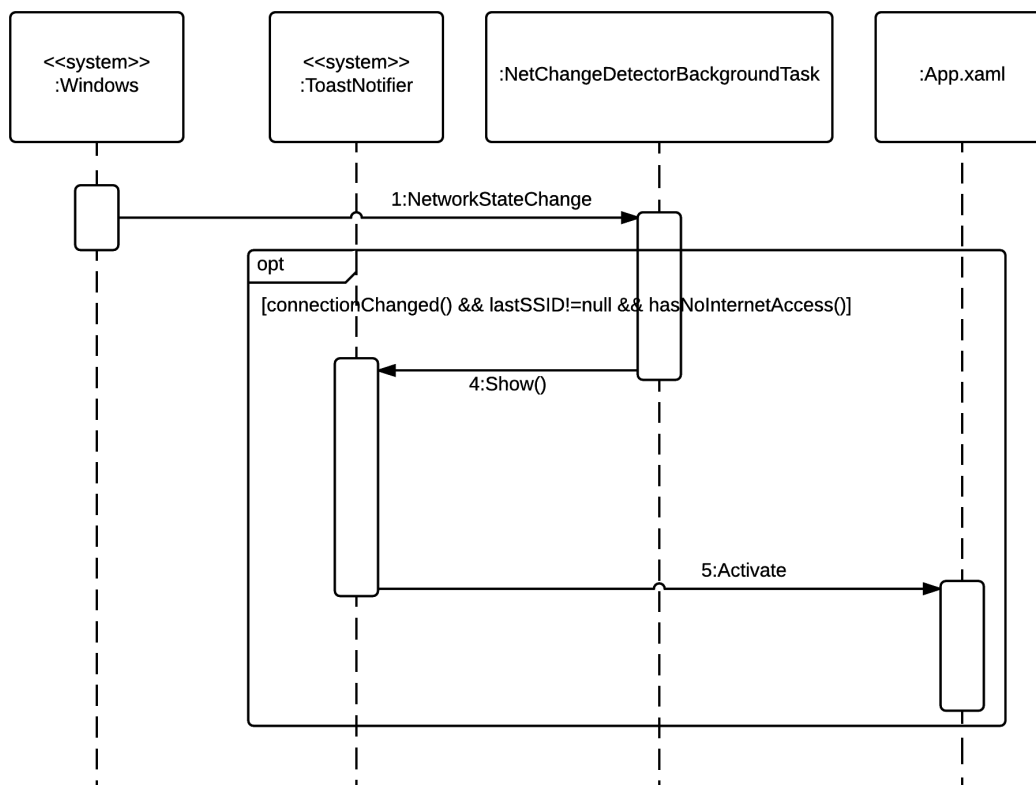 <<system>>
:Windows
<<system>>
:ToastNotifier
:NetChangeDetectorBackgroundTask
:App.xaml
1:NetworkStateChange
opt
[connectionChanged() && lastSSID!=null && hasNoInternetAccess()]
4:Show()
5:Activate